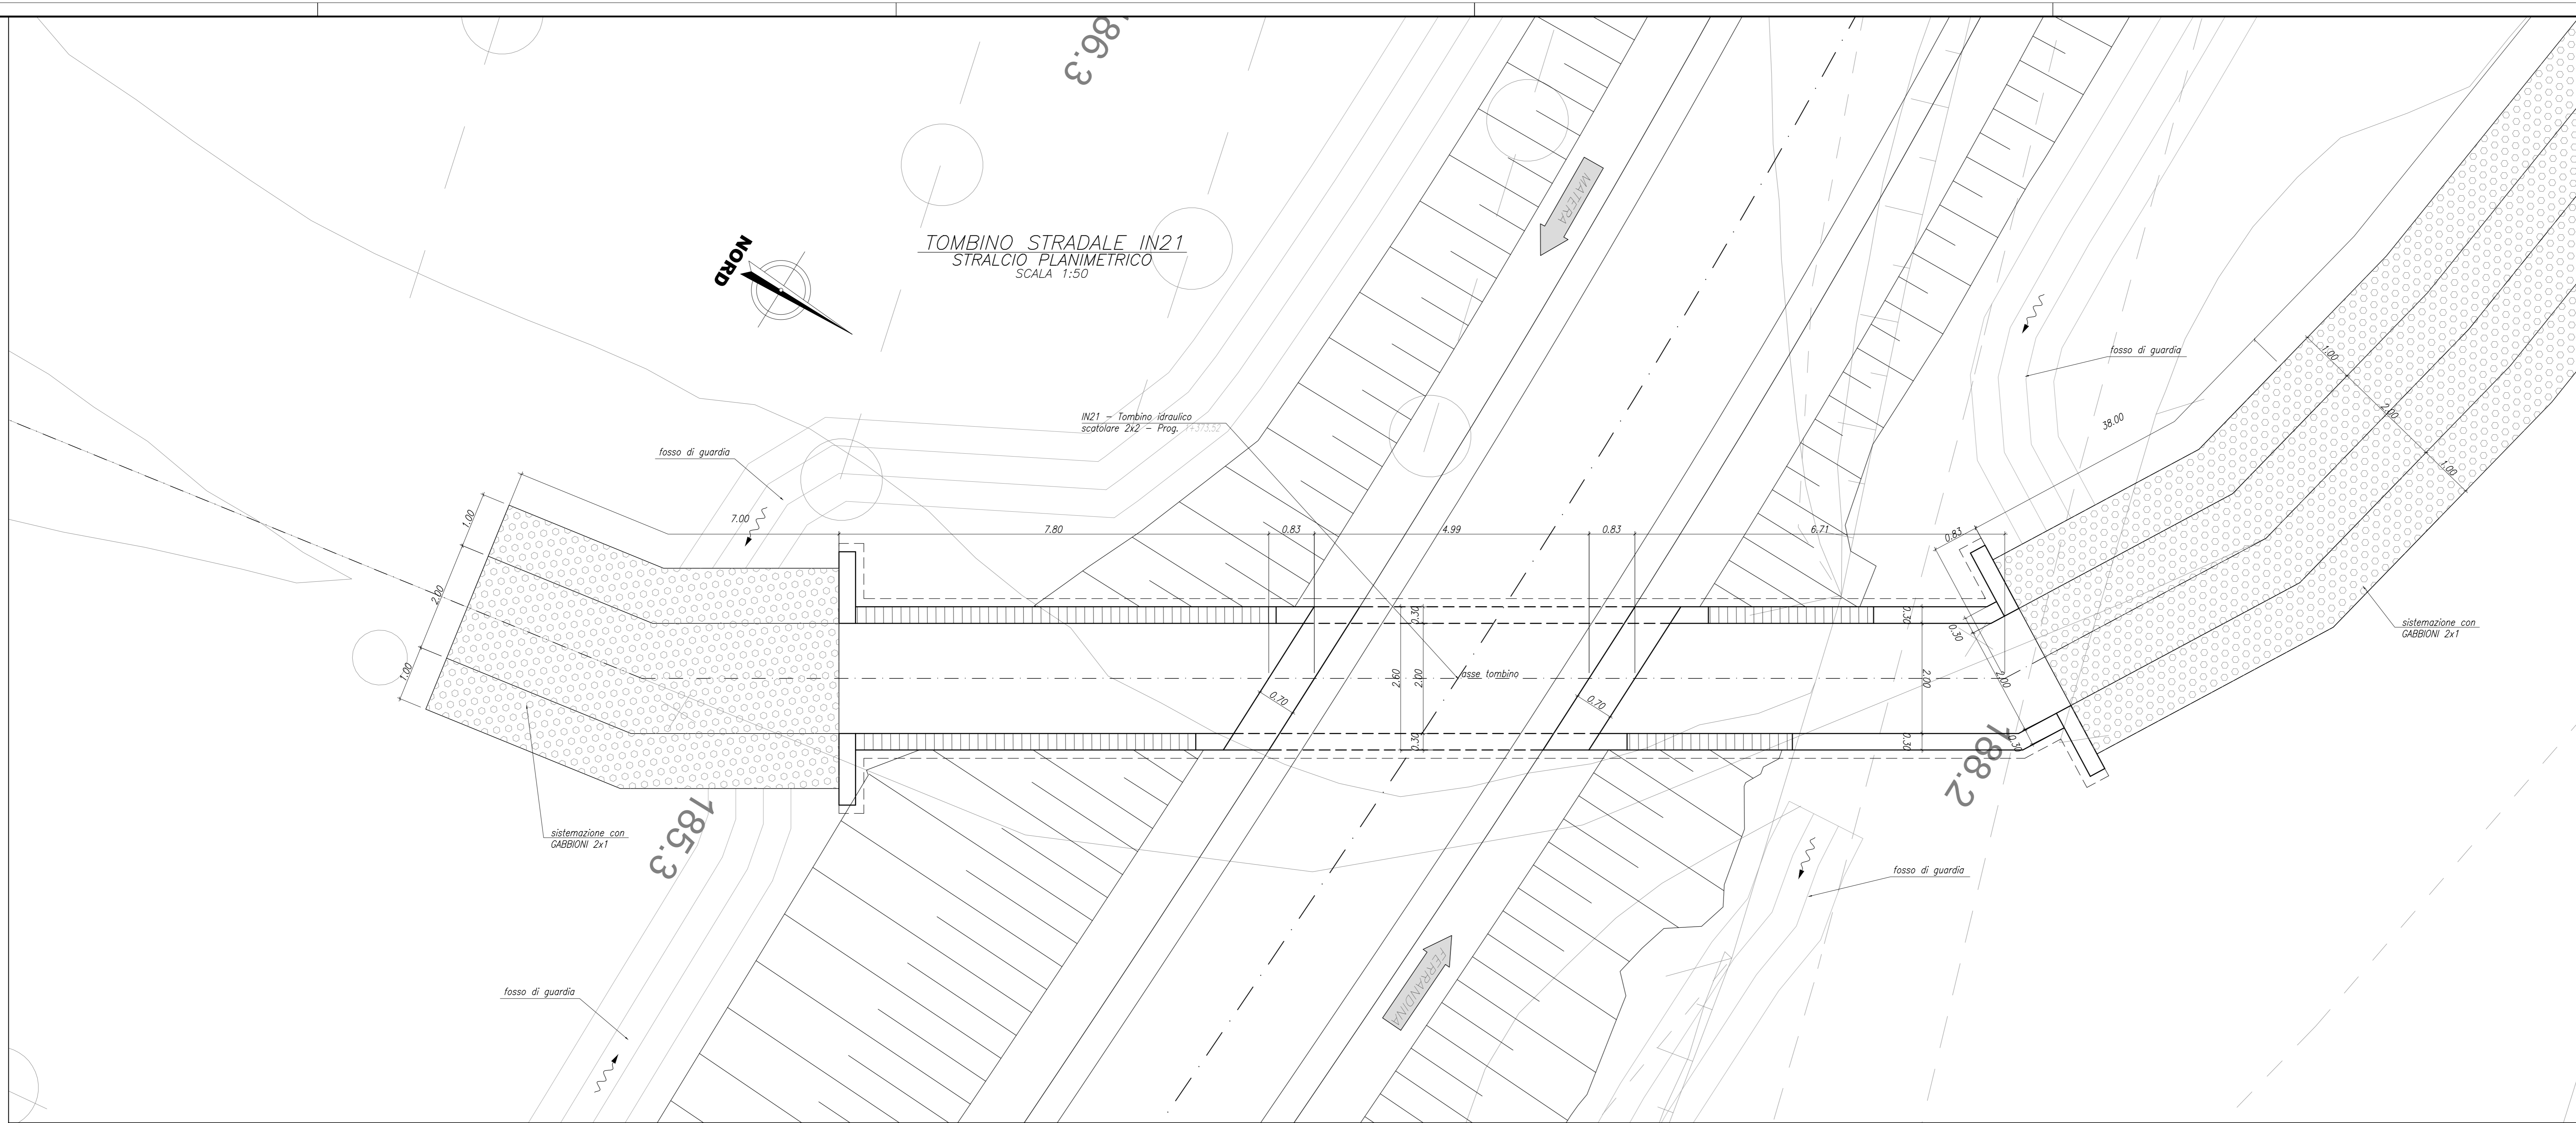 86.3
NORD
TOMBINO STRADALE IN21
STRALCIO PLANIMETRICO
SCALA 1:50
MATERA
IN21 - Tombino idraulico
scatolare 2x2 - Prog.
fosso di guardia
fosso di guardia
1.00
2.00
1.00
38.00
1.00
2.00
1.00
7.00
7.80
0.83
4.99
0.83
6.71
0.83
0.30
0.30
0.30
2.60
2.00
asse tombino
2.00
2.00
0.70
0.70
0.30
0.30
0.30
sistemazione con
GABBIONI 2x1
188.2
185.3
sistemazione con
GABBIONI 2x1
fosso di guardia
fosso di guardia
FERRANDINA